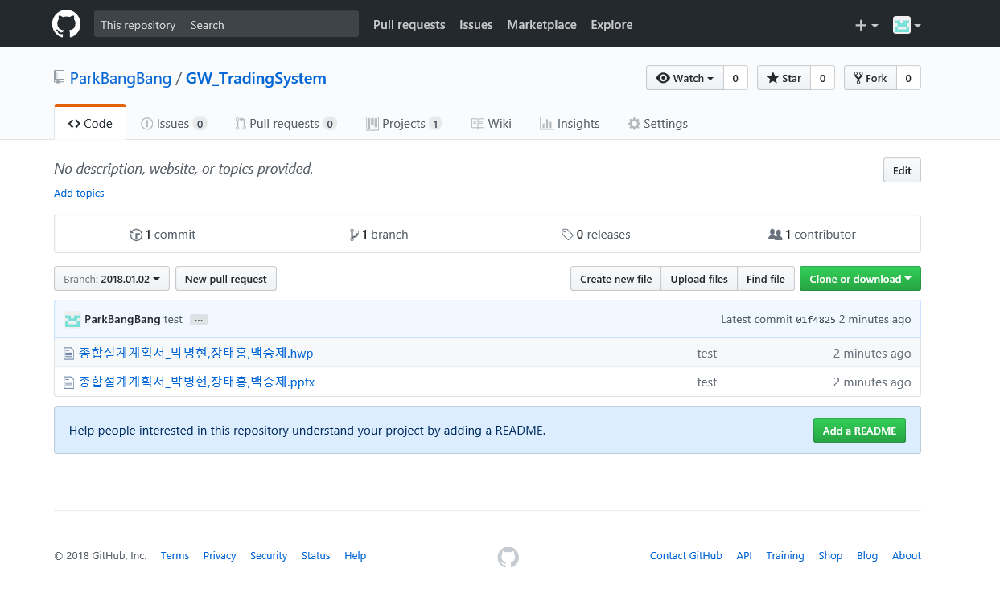 This repository Search Pull requests Issues Marketplace Explore
ParkBangBang / GW_TradingSystem Watch 0 Star 0 Fork 0
Code Issues 0 Pull requests 0 Projects 1 Wiki Insights Settings
No description, website, or topics provided. Edit
Add topics
1 commit 1 branch 0 releases 1 contributor
Branch: 2018.01.02 New pull request Create new file Upload files Find file Clone or download
ParkBangBang test … Latest commit 01f4825 2 minutes ago
종합설계계획서_박병현,장태홍,백승제.hwp test 2 minutes ago
종합설계계획서_박병현,장태홍,백승제.pptx test 2 minutes ago
Help people interested in this repository understand your project by adding a README. Add a README
© 2018 GitHub, Inc. Terms Privacy Security Status Help Contact GitHub API Training Shop Blog About